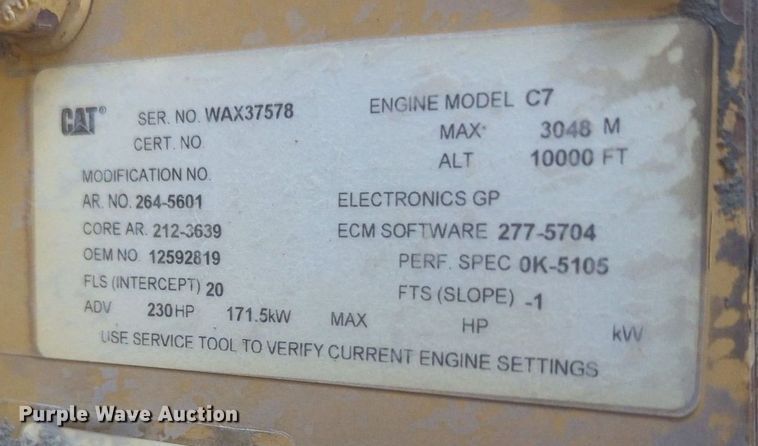 CAT® SER. NO. WAX37578 ENGINE MODEL C7
CERT. NO. MAX 3048 M
ALT 10000 FT
MODIFICATION NO.
AR. NO. 264-5601 ELECTRONICS GP
CORE AR. 212-3639 ECM SOFTWARE 277-5704
OEM NO. 12592819 PERF. SPEC 0K-5105
FLS (INTERCEPT) 20 FTS (SLOPE) -1
ADV 230 HP 171.5kW MAX HP kW
USE SERVICE TOOL TO VERIFY CURRENT ENGINE SETTINGS
Purple Wave Auction